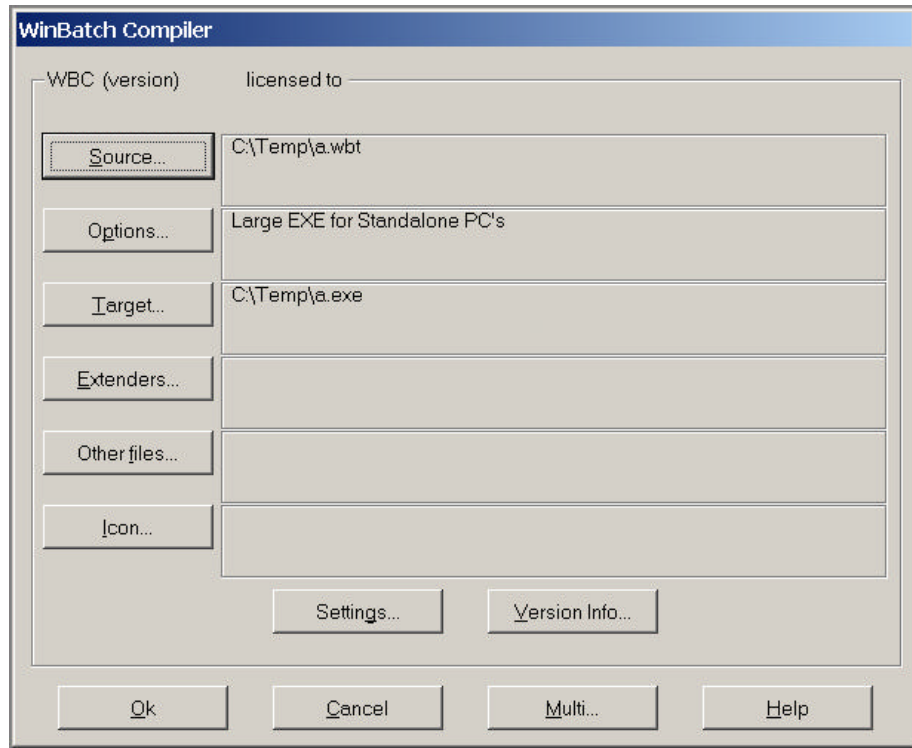 WinBatch Compiler
WBC (version) licensed to
Source... C:\Temp\a.wbt
Options... Large EXE for Standalone PC's
Target... C:\Temp\a.exe
Extenders...
Other files...
Icon...
Settings... Version Info...
Ok Cancel Multi... Help